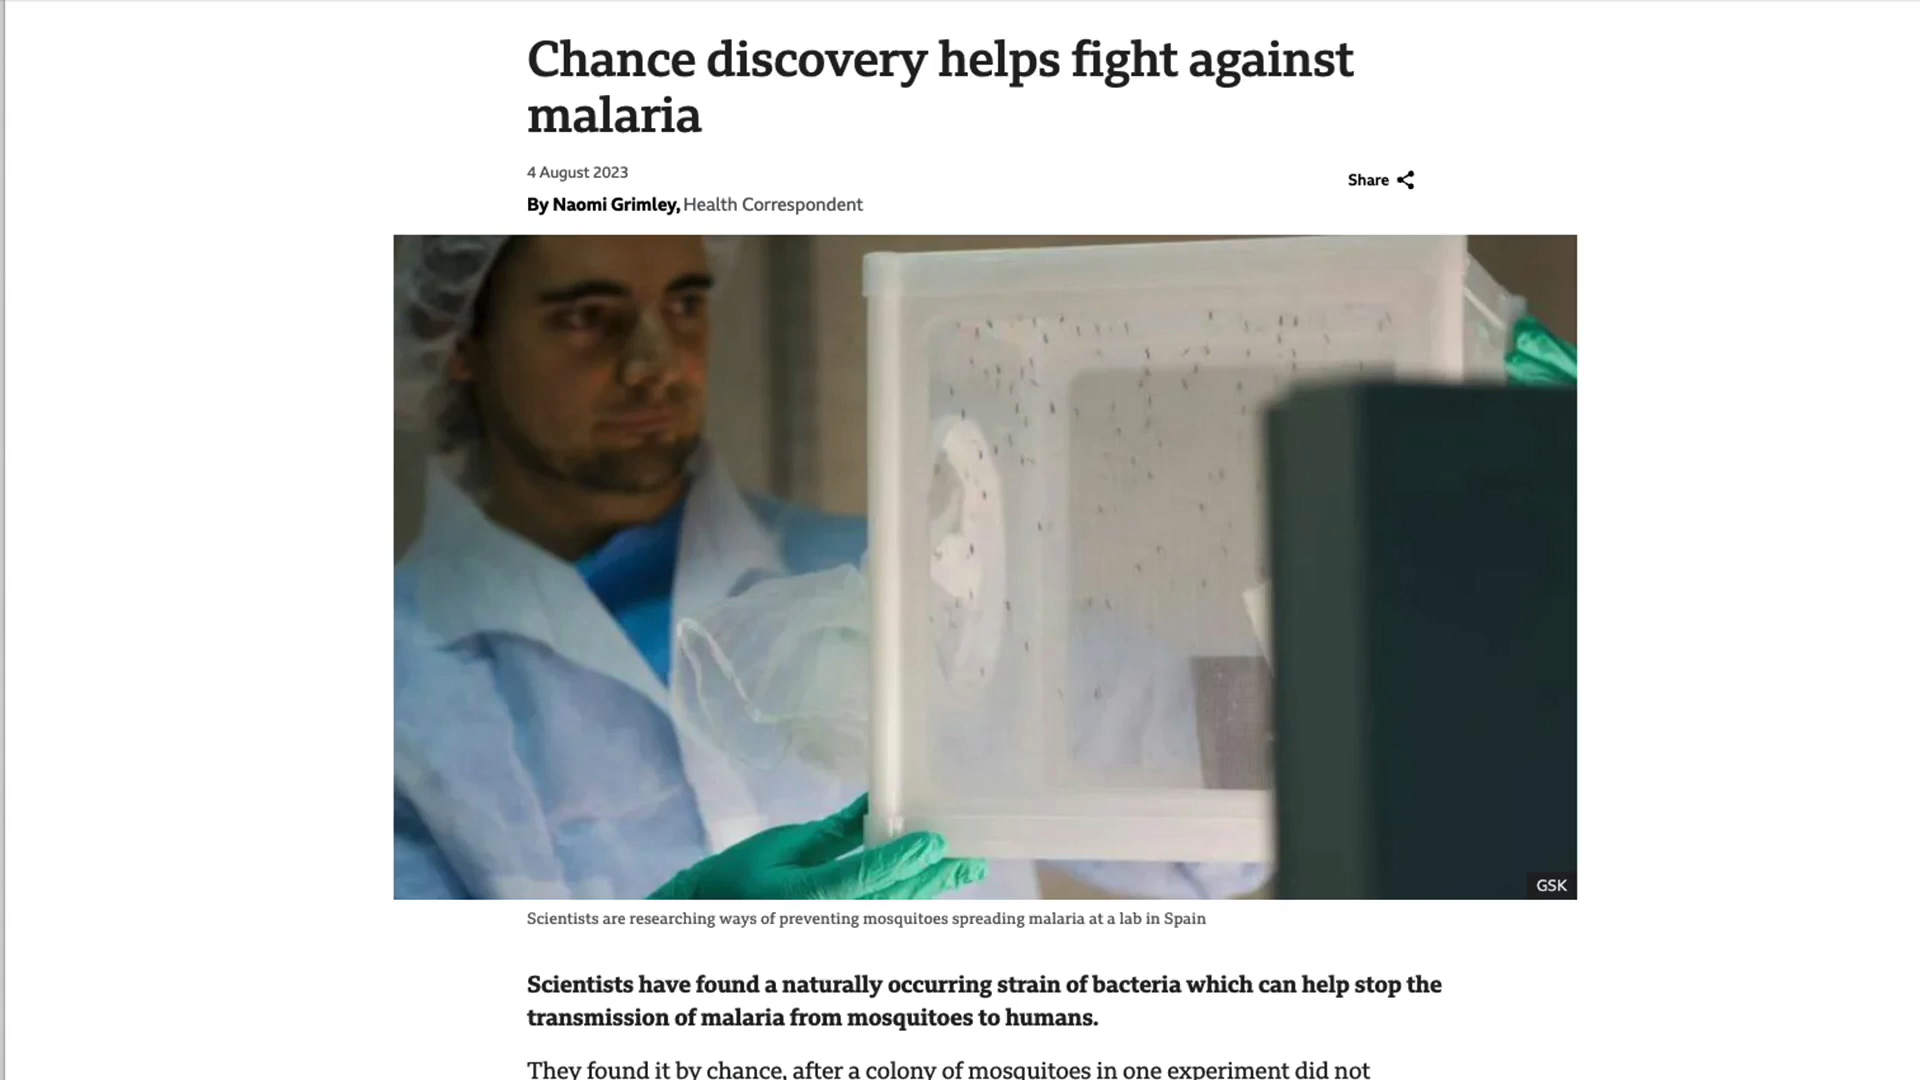 Chance discovery helps fight against
malaria
4 August 2023
Share
By Naomi Grimley, Health Correspondent
GSK
Scientists are researching ways of preventing mosquitoes spreading malaria at a lab in Spain
Scientists have found a naturally occurring strain of bacteria which can help stop the
transmission of malaria from mosquitoes to humans.
They found it by chance, after a colony of mosquitoes in one experiment did not